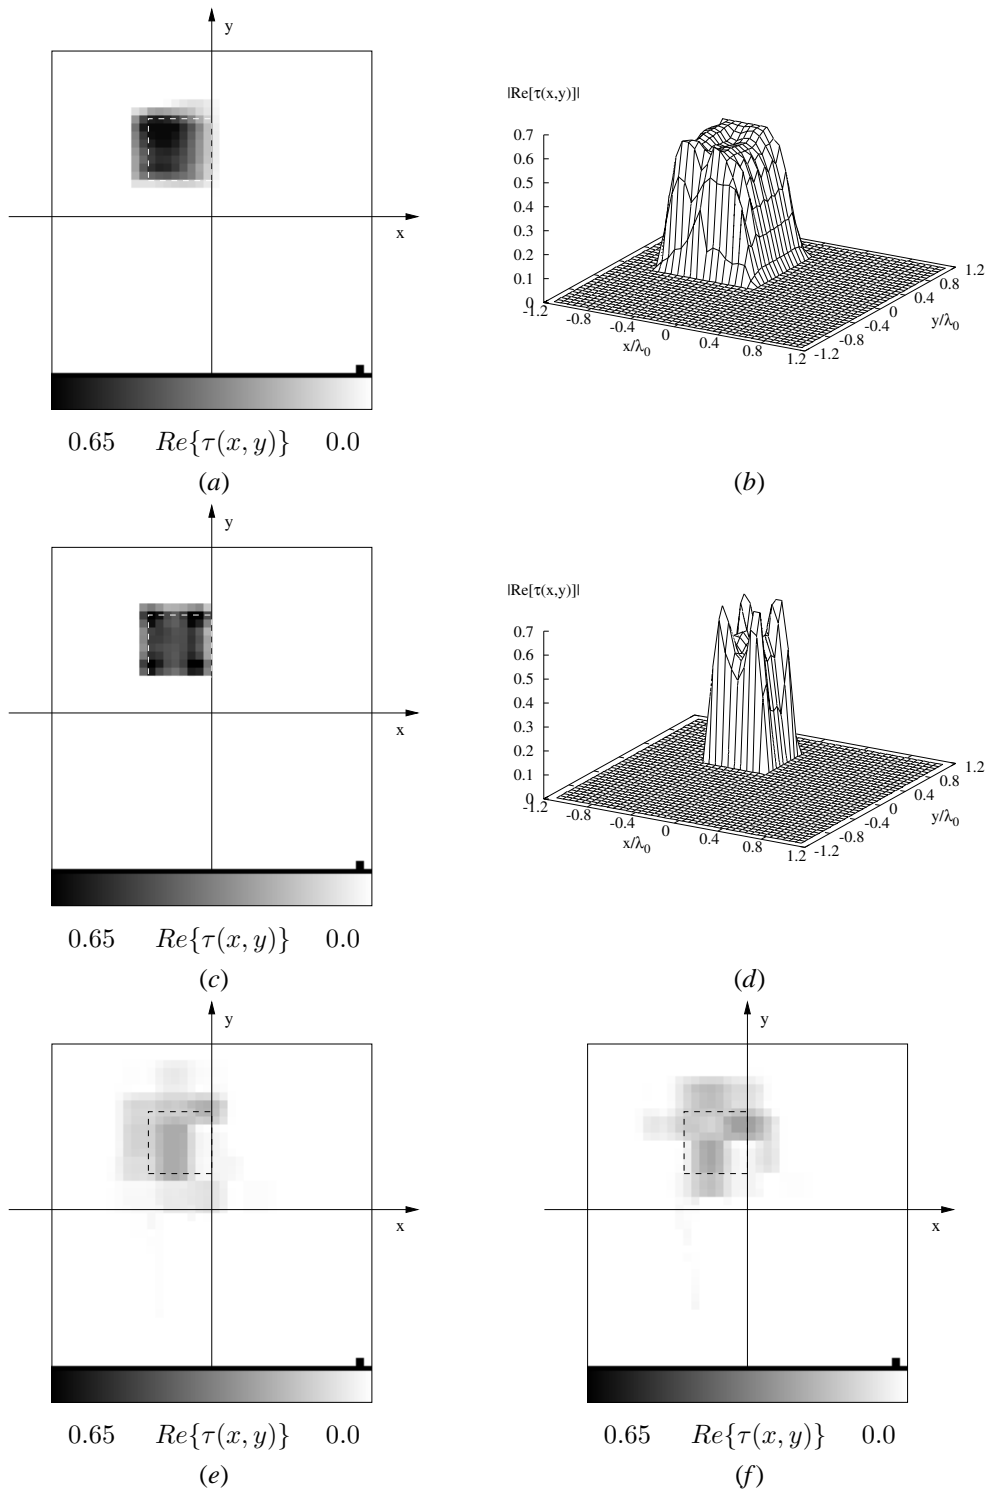 y
x
0.65 Re{τ(x, y)} 0.0
(a)
|Re[τ(x,y)]|
0.7
0.6
0.5
0.4
0.3
0.2
0.1
0
-1.2
-0.8
-0.4
0
0.4
0.8
1.2
x/λ0
-1.2
-0.8
-0.4
0
0.4
0.8
1.2
y/λ0
(b)
y
x
0.65 Re{τ(x, y)} 0.0
(c)
|Re[τ(x,y)]|
0.7
0.6
0.5
0.4
0.3
0.2
0.1
0
-1.2
-0.8
-0.4
0
0.4
0.8
1.2
x/λ0
-1.2
-0.8
-0.4
0
0.4
0.8
1.2
y/λ0
(d)
y
x
0.65 Re{τ(x, y)} 0.0
(e)
y
x
0.65 Re{τ(x, y)} 0.0
(f)